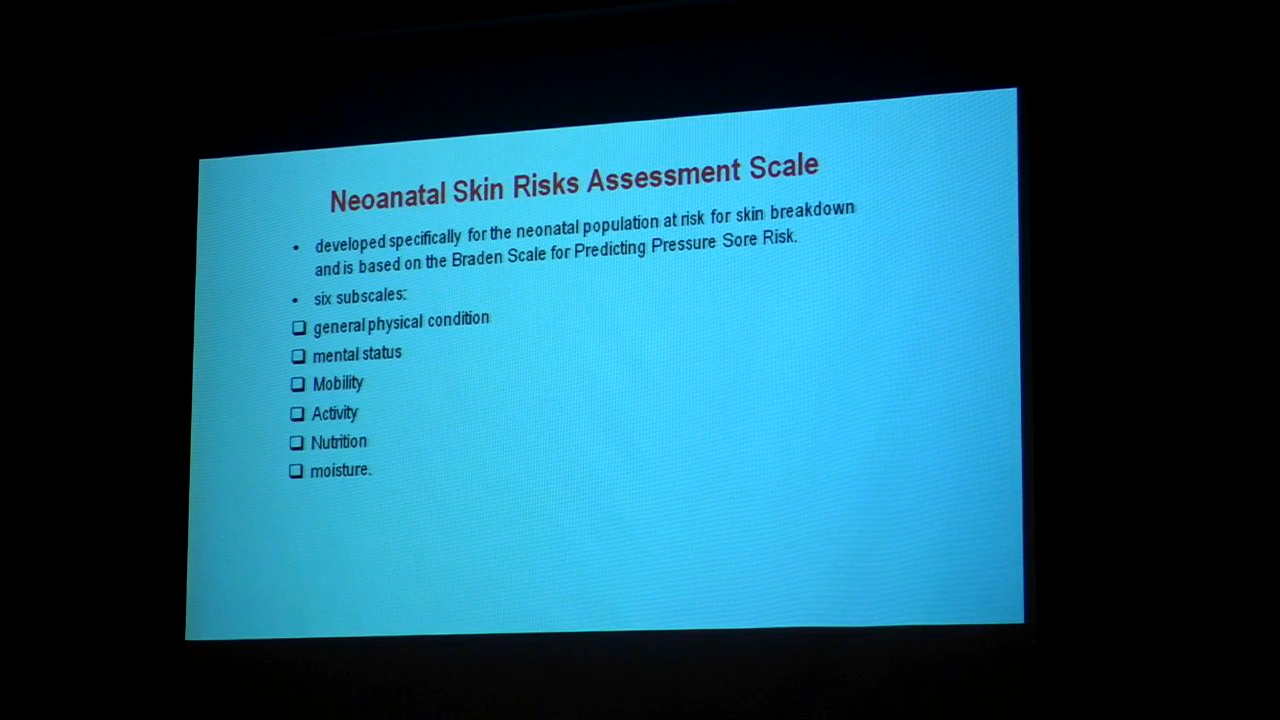 Neoanatal Skin Risks Assessment Scale
• developed specifically for the neonatal population at risk for skin breakdown
and is based on the Braden Scale for Predicting Pressure Sore Risk.
• six subscales:
❑ general physical condition
❑ mental status
❑ Mobility
❑ Activity
❑ Nutrition
❑ moisture.